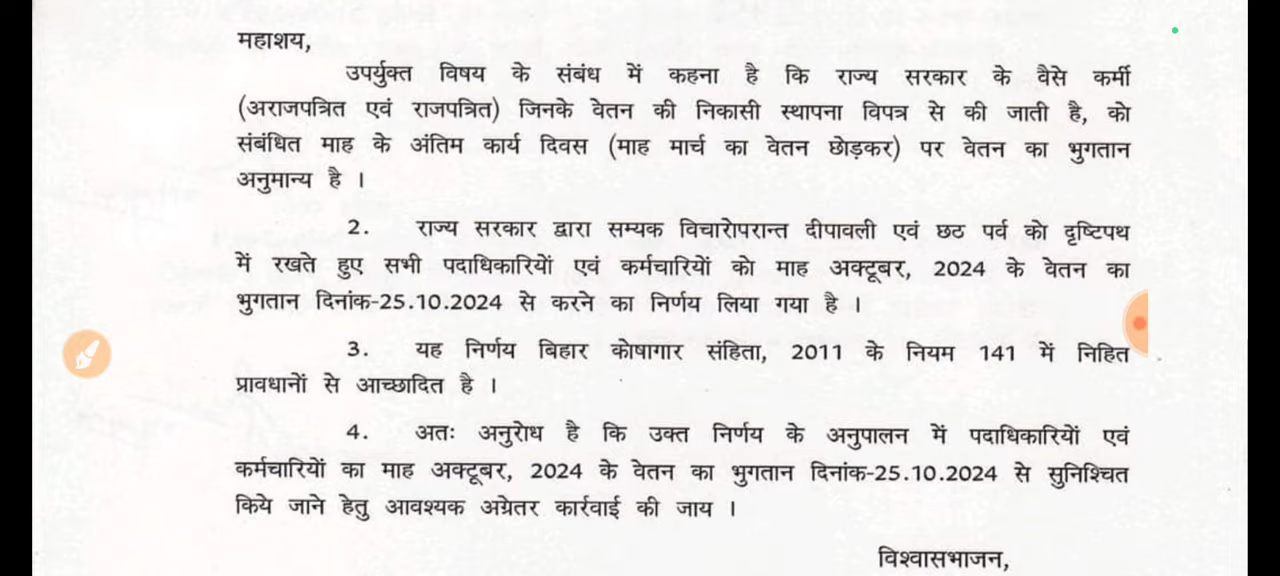 महाशय,
उपर्युक्त विषय के संबंध में कहना है कि राज्य सरकार के वैसे कर्मी
(अराजपत्रित एवं राजपत्रित) जिनके वेतन की निकासी स्थापना विपत्र से की जाती है, को
संबंधित माह के अंतिम कार्य दिवस (माह मार्च का वेतन छोड़कर) पर वेतन का भुगतान
अनुमान्य है ।
2. राज्य सरकार द्वारा सम्यक विचारोपरान्त दीपावली एवं छठ पर्व को दृष्टिपथ
में रखते हुए सभी पदाधिकारियों एवं कर्मचारियों को माह अक्टूबर, 2024 के वेतन का
भुगतान दिनांक-25.10.2024 से करने का निर्णय लिया गया है ।
3. यह निर्णय बिहार कोषागार संहिता, 2011 के नियम 141 में निहित
प्रावधानों से आच्छादित है ।
4. अतः अनुरोध है कि उक्त निर्णय के अनुपालन में पदाधिकारियों एवं
कर्मचारियों का माह अक्टूबर, 2024 के वेतन का भुगतान दिनांक-25.10.2024 से सुनिश्चित
किये जाने हेतु आवश्यक अग्रेतर कार्रवाई की जाय ।
विश्वासभाजन,